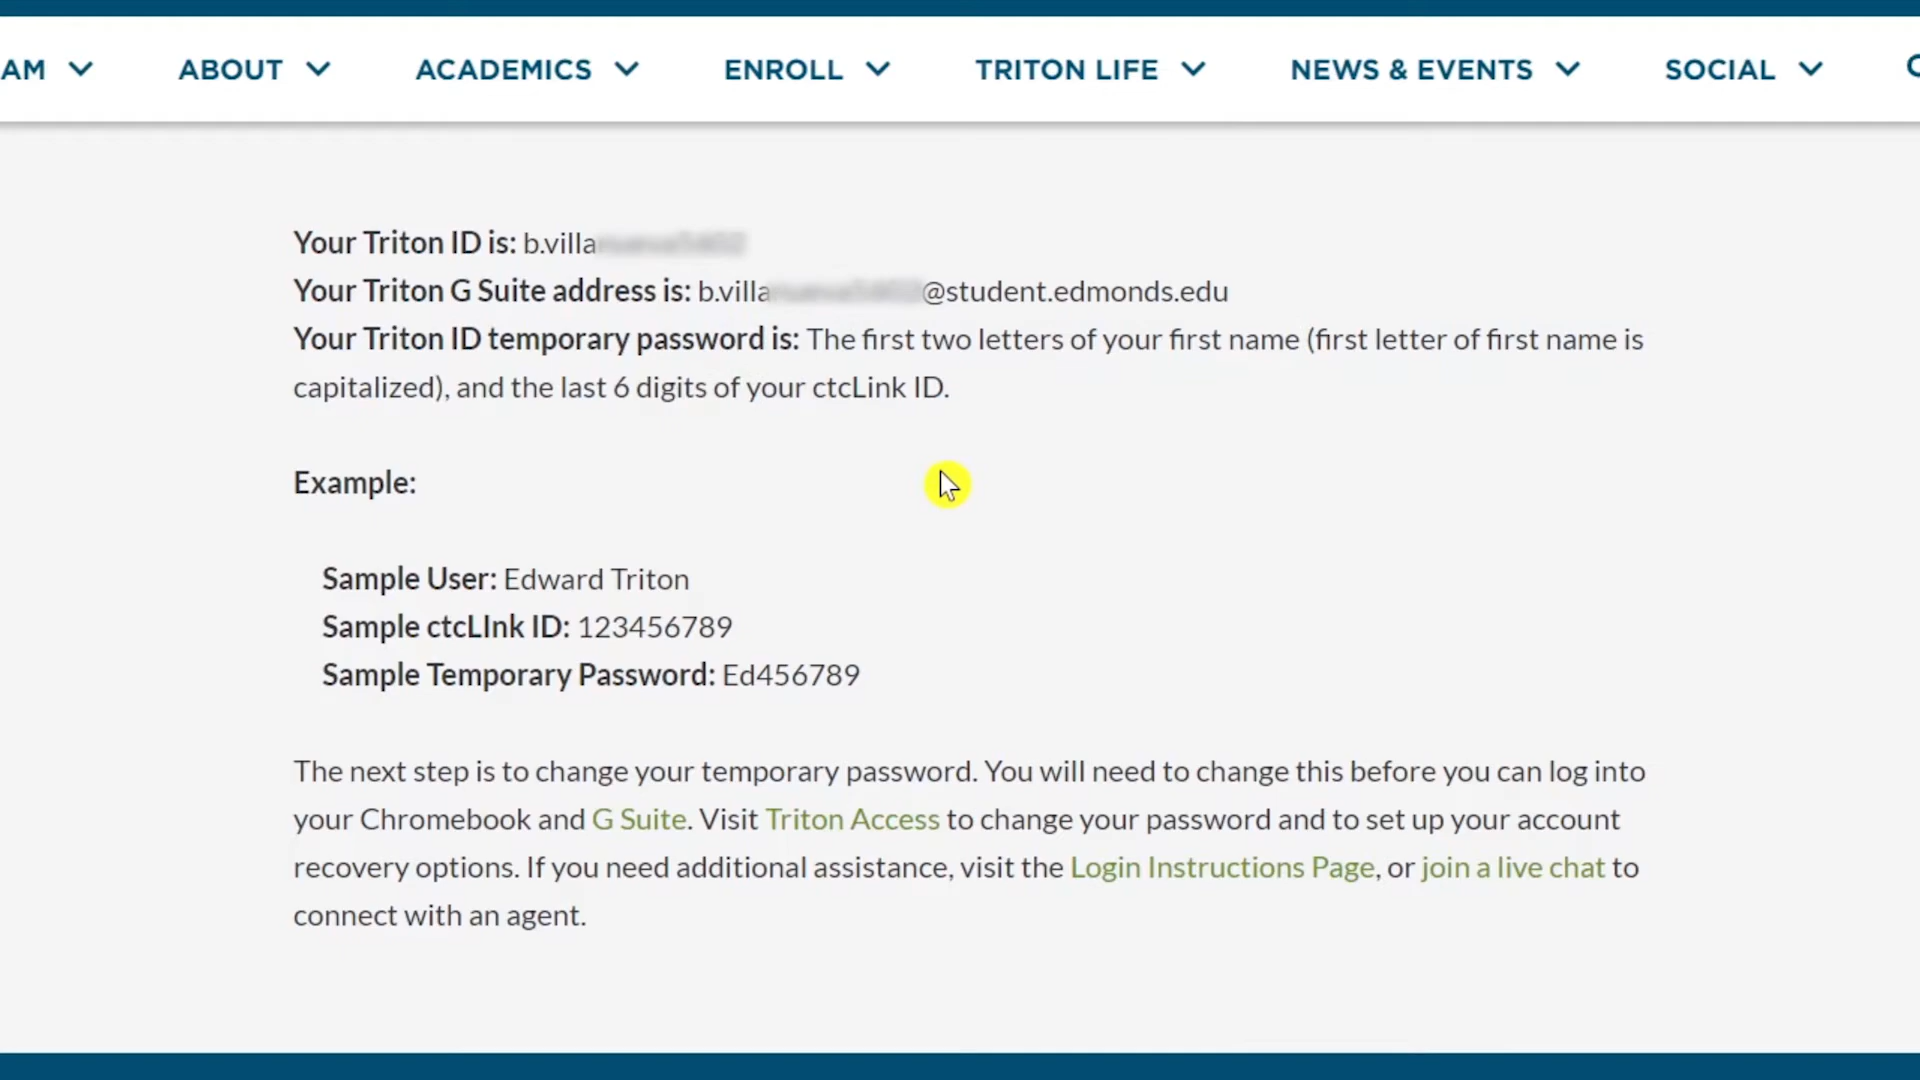 AM ABOUT ACADEMICS ENROLL TRITON LIFE NEWS & EVENTS SOCIAL
Your Triton ID is: b.villa
Your Triton G Suite address is: b.villa @student.edmonds.edu
Your Triton ID temporary password is: The first two letters of your first name (first letter of first name is
capitalized), and the last 6 digits of your ctcLink ID.
Example:
Sample User: Edward Triton
Sample ctcLInk ID: 123456789
Sample Temporary Password: Ed456789
The next step is to change your temporary password. You will need to change this before you can log into
your Chromebook and G Suite. Visit Triton Access to change your password and to set up your account
recovery options. If you need additional assistance, visit the Login Instructions Page, or join a live chat to
connect with an agent.